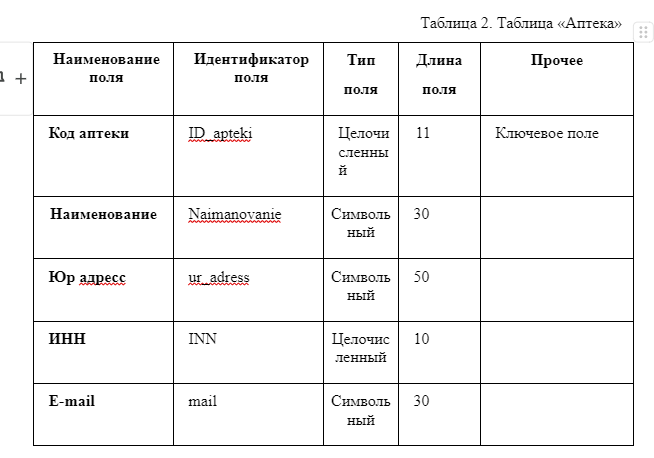 Таблица 2. Таблица «Аптека»
Наименование поля | Идентификатор поля | Тип поля | Длина поля | Прочее
Код аптеки | ID_apteki | Целочисленный | 11 | Ключевое поле
Наименование | Naimanovanie | Символьный | 30
Юр адресс | ur_adress | Символьный | 50
ИНН | INN | Целочисленный | 10
E-mail | mail | Символьный | 30